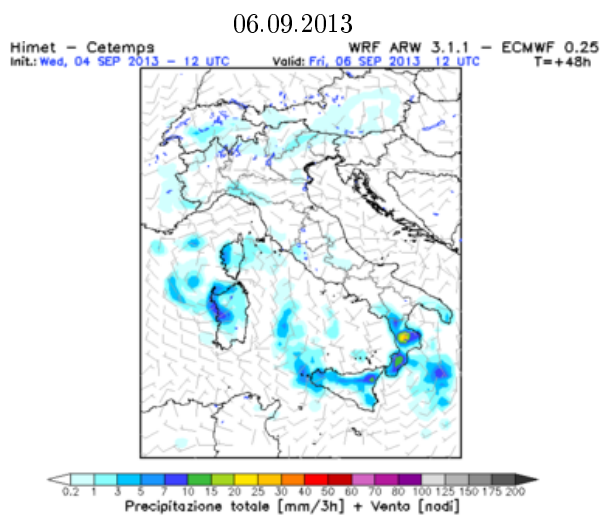 06.09.2013
Himet - Cetemps WRF ARW 3.1.1 - ECMWF 0.25
Init.: Wed, 04 SEP 2013 - 12 UTC Valid: Fri, 06 SEP 2013 12 UTC T=+48h
0.2 1 3 5 7 10 15 20 25 30 40 50 60 70 80 100 125 150 175 200
Precipitazione totale [mm/3h] + Vento [nodi]